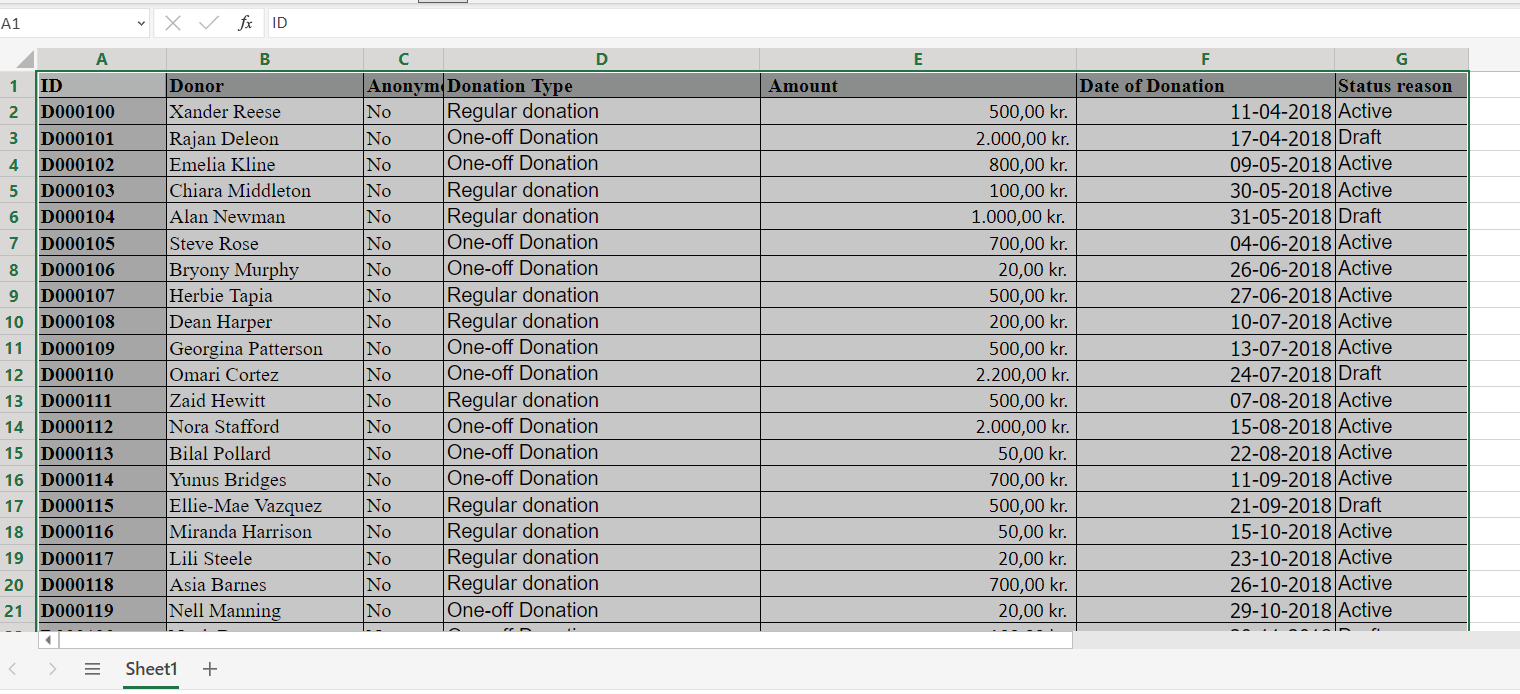 A1 fx ID
A B C D E F G
1 ID Donor Anonym Donation Type Amount Date of Donation Status reason
2 D000100 Xander Reese No Regular donation 500,00 kr. 11-04-2018 Active
3 D000101 Rajan Deleon No One-off Donation 2.000,00 kr. 17-04-2018 Draft
4 D000102 Emelia Kline No One-off Donation 800,00 kr. 09-05-2018 Active
5 D000103 Chiara Middleton No Regular donation 100,00 kr. 30-05-2018 Active
6 D000104 Alan Newman No Regular donation 1.000,00 kr. 31-05-2018 Draft
7 D000105 Steve Rose No One-off Donation 700,00 kr. 04-06-2018 Active
8 D000106 Bryony Murphy No One-off Donation 20,00 kr. 26-06-2018 Active
9 D000107 Herbie Tapia No Regular donation 500,00 kr. 27-06-2018 Active
10 D000108 Dean Harper No Regular donation 200,00 kr. 10-07-2018 Active
11 D000109 Georgina Patterson No One-off Donation 500,00 kr. 13-07-2018 Active
12 D000110 Omari Cortez No One-off Donation 2.200,00 kr. 24-07-2018 Draft
13 D000111 Zaid Hewitt No Regular donation 500,00 kr. 07-08-2018 Active
14 D000112 Nora Stafford No One-off Donation 2.000,00 kr. 15-08-2018 Active
15 D000113 Bilal Pollard No One-off Donation 50,00 kr. 22-08-2018 Active
16 D000114 Yunus Bridges No One-off Donation 700,00 kr. 11-09-2018 Active
17 D000115 Ellie-Mae Vazquez No Regular donation 500,00 kr. 21-09-2018 Draft
18 D000116 Miranda Harrison No Regular donation 50,00 kr. 15-10-2018 Active
19 D000117 Lili Steele No Regular donation 20,00 kr. 23-10-2018 Active
20 D000118 Asia Barnes No Regular donation 700,00 kr. 26-10-2018 Active
21 D000119 Nell Manning No One-off Donation 20,00 kr. 29-10-2018 Active
Sheet1